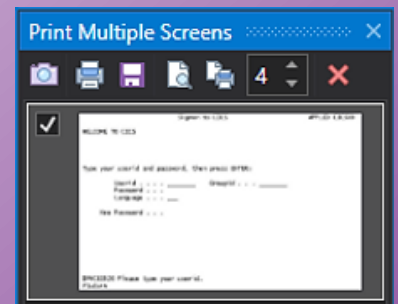 Print Multiple Screens
4
Signon to CICS
WELCOME TO CICS
Type your userid and password, then press ENTER:
Userid . . . . Groupid . . .
Password . . .
Language . . .
New Password . . .
Please type your userid.